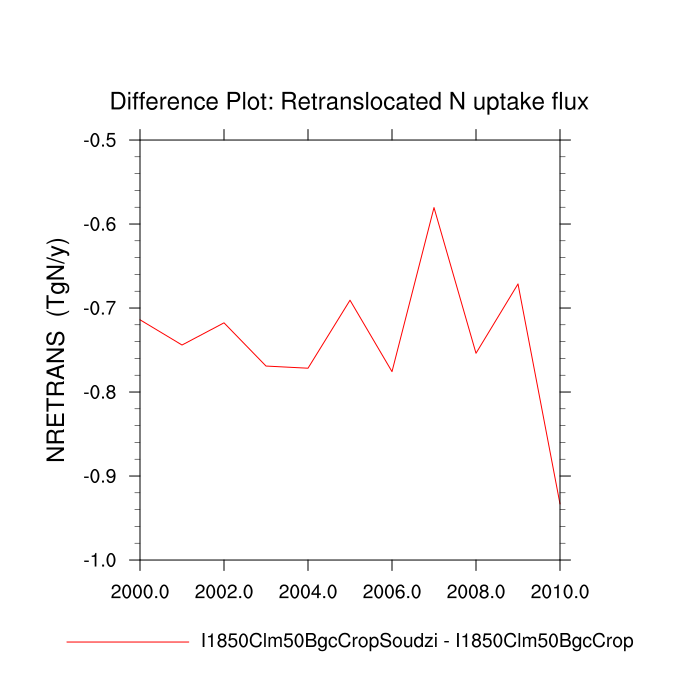 Difference Plot: Retranslocated N uptake flux
NRETRANS (TgN/y)
-0.5
-0.6
-0.7
-0.8
-0.9
-1.0
2000.0 2002.0 2004.0 2006.0 2008.0 2010.0
I1850Clm50BgcCropSoudzi - I1850Clm50BgcCrop